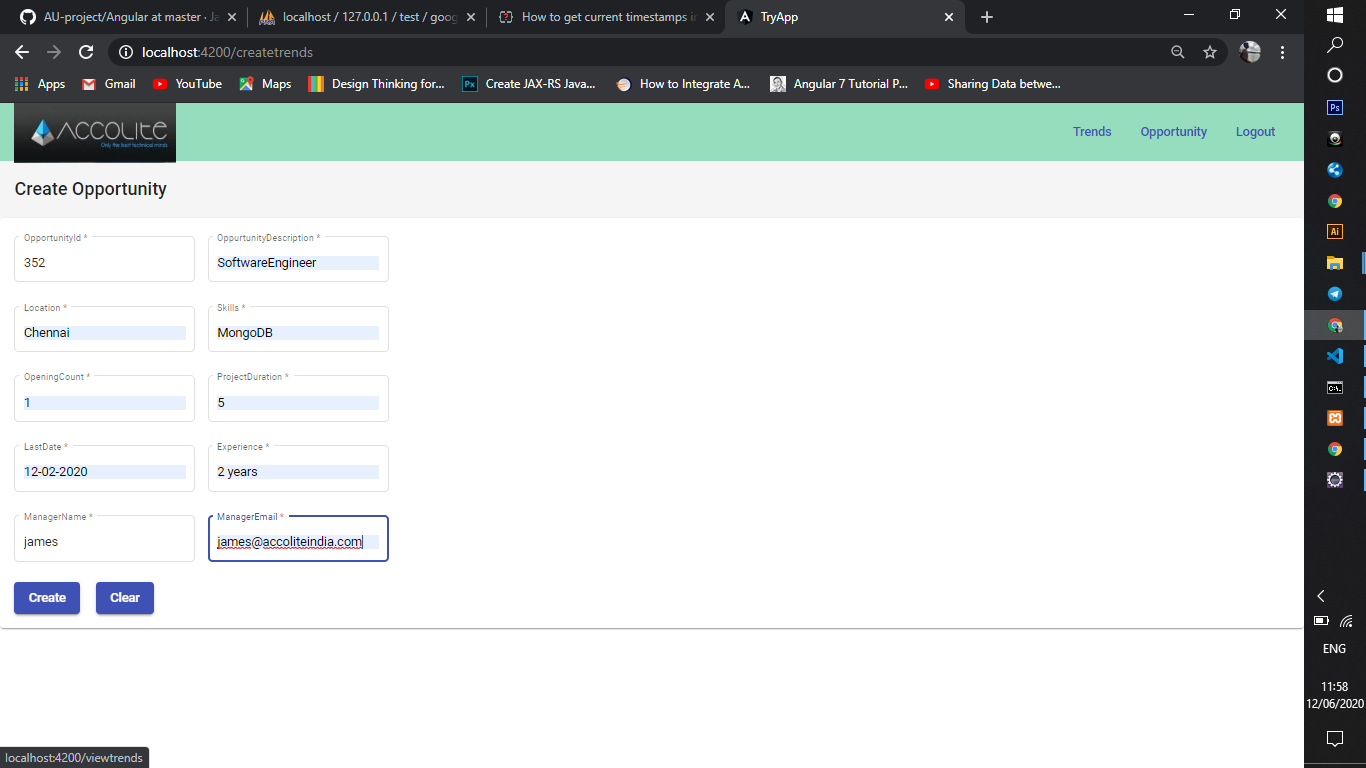 AU-project/Angular at master · Ja
localhost / 127.0.0.1 / test / goog
How to get current timestamps i
TryApp
localhost:4200/createtrends
Apps
Gmail
YouTube
Maps
Design Thinking for...
Px
Create JAX-RS Java...
How to Integrate A...
Angular 7 Tutorial P...
Sharing Data betwe...
ACCOLITE
Only the best technical minds
Trends
Opportunity
Logout
Create Opportunity
OpportunityId *
352
OppurtunityDescription *
SoftwareEngineer
Location *
Chennai
Skills *
MongoDB
OpeningCount *
1
ProjectDuration *
5
LastDate *
12-02-2020
Experience *
2 years
ManagerName *
james
ManagerEmail *
james@accoliteindia.com
Create
Clear
localhost:4200/viewtrends
Ps
Ai
C:\.
ENG
11:58
12/06/2020